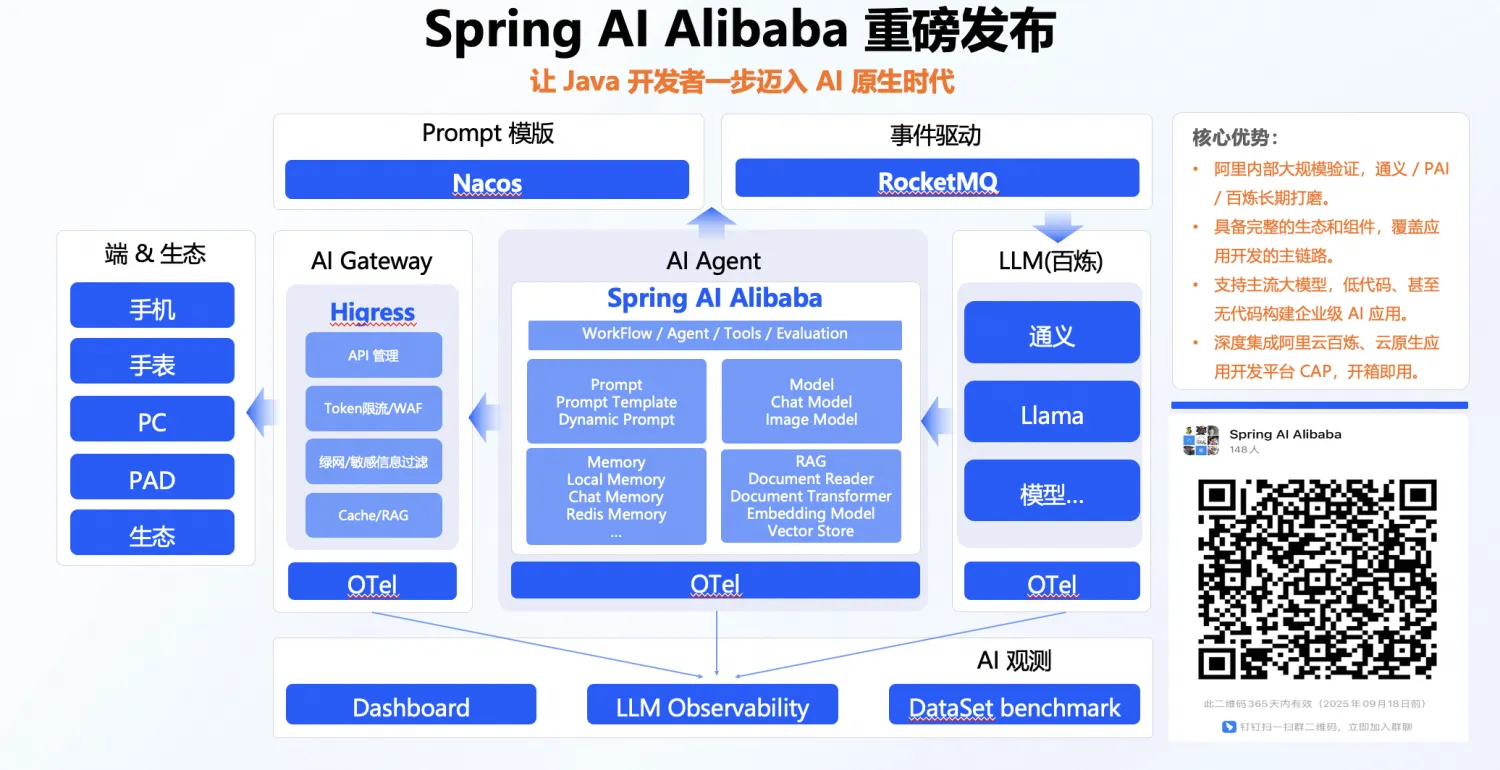 Spring AI Alibaba 重磅发布
让 Java 开发者一步迈入 AI 原生时代
Prompt 模版
Nacos
事件驱动
RocketMQ
端 & 生态
手机
手表
PC
PAD
生态
AI Gateway
Higress
API 管理
Token限流/WAF
绿网/敏感信息过滤
Cache/RAG
OTel
AI Agent
Spring AI Alibaba
WorkFlow / Agent / Tools / Evaluation
Prompt
Prompt Template
Dynamic Prompt
Model
Chat Model
Image Model
Memory
Local Memory
Chat Memory
Redis Memory
...
RAG
Document Reader
Document Transformer
Embedding Model
Vector Store
OTel
LLM(百炼)
通义
Llama
模型...
OTel
AI 观测
Dashboard
LLM Observability
DataSet benchmark
核心优势：
• 阿里内部大规模验证，通义 / PAI
/ 百炼长期打磨。
• 具备完整的生态和组件，覆盖应
用开发的主链路。
• 支持主流大模型，低代码、甚至
无代码构建企业级 AI 应用。
• 深度集成阿里云百炼、云原生应
用开发平台 CAP，开箱即用。
Spring AI Alibaba
148人
此二维码365天内有效（2025年09月18日前）
钉钉扫一扫群二维码，立即加入群聊